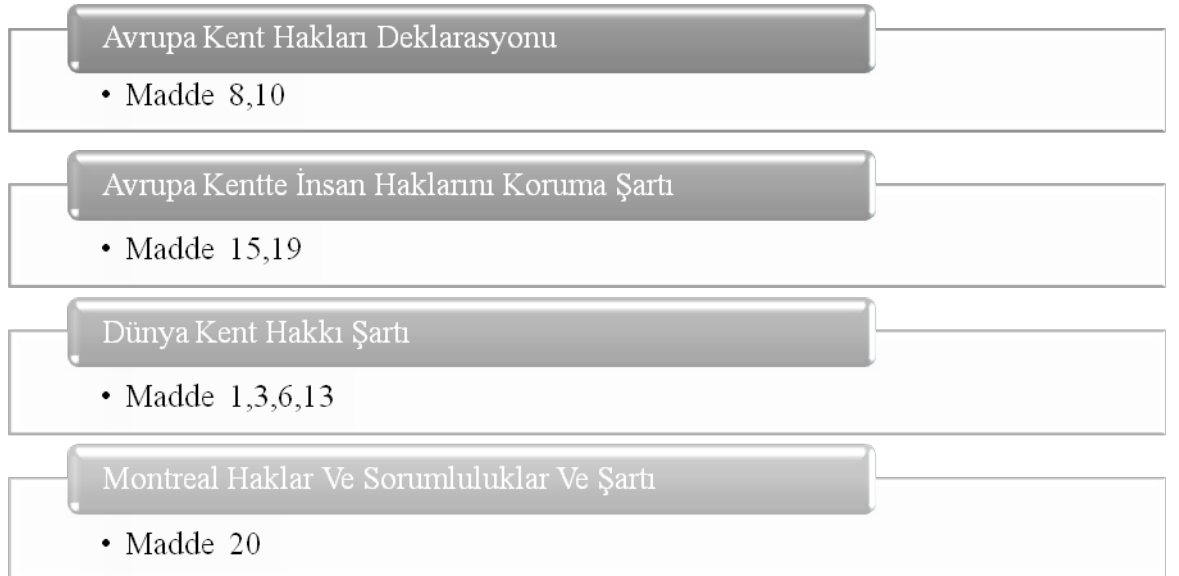 Avrupa Kent Hakları Deklarasyonu
• Madde 8,10
Avrupa Kentte İnsan Haklarını Koruma Şartı
• Madde 15,19
Dünya Kent Hakkı Şartı
• Madde 1,3,6,13
Montreal Haklar Ve Sorumluluklar Ve Şartı
• Madde 20